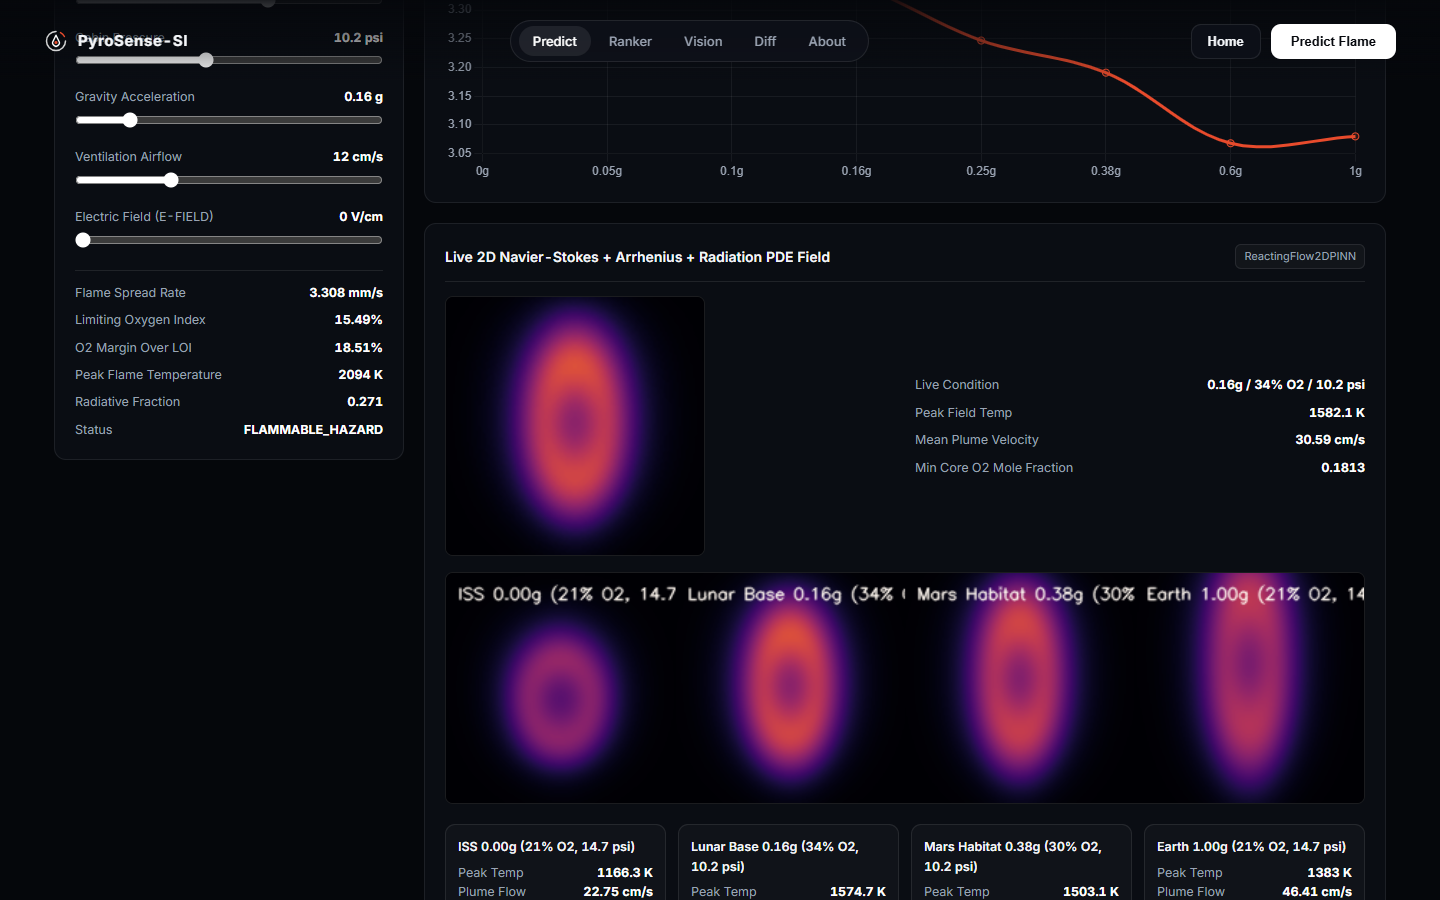 PyroSense-SI
Predict
Ranker
Vision
Diff
About
Home
Predict Flame
Cabin Pressure 10.2 psi
Gravity Acceleration 0.16 g
Ventilation Airflow 12 cm/s
Electric Field (E-FIELD) 0 V/cm
Flame Spread Rate 3.308 mm/s
Limiting Oxygen Index 15.49%
O2 Margin Over LOI 18.51%
Peak Flame Temperature 2094 K
Radiative Fraction 0.271
Status FLAMMABLE_HAZARD
3.30
3.25
3.20
3.15
3.10
3.05
0g 0.05g 0.1g 0.16g 0.25g 0.38g 0.6g 1g
Live 2D Navier-Stokes + Arrhenius + Radiation PDE Field
ReactingFlow2DPINN
Live Condition 0.16g / 34% O2 / 10.2 psi
Peak Field Temp 1582.1 K
Mean Plume Velocity 30.59 cm/s
Min Core O2 Mole Fraction 0.1813
ISS 0.00g (21% O2, 14.7
Lunar Base 0.16g (34% (
Mars Habitat 0.38g (30%
Earth 1.00g (21% O2, 14
ISS 0.00g (21% O2, 14.7 psi)
Peak Temp 1166.3 K
Plume Flow 22.75 cm/s
Lunar Base 0.16g (34% O2,
10.2 psi)
Peak Temp 1574.7 K
Mars Habitat 0.38g (30% O2,
10.2 psi)
Peak Temp 1503.1 K
Earth 1.00g (21% O2, 14.7 psi)
Peak Temp 1383 K
Plume Flow 46.41 cm/s